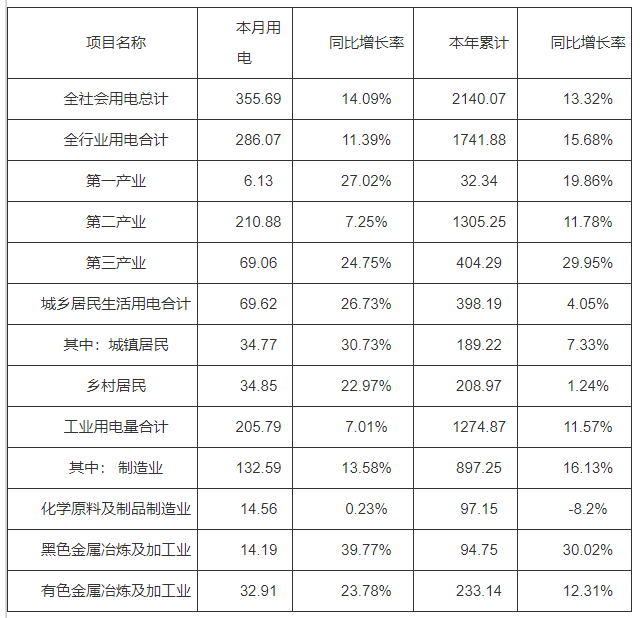 项目名称 本月用电 同比增长率 本年累计 同比增长率
全社会用电总计 355.69 14.09% 2140.07 13.32%
全行业用电合计 286.07 11.39% 1741.88 15.68%
第一产业 6.13 27.02% 32.34 19.86%
第二产业 210.88 7.25% 1305.25 11.78%
第三产业 69.06 24.75% 404.29 29.95%
城乡居民生活用电合计 69.62 26.73% 398.19 4.05%
其中：城镇居民 34.77 30.73% 189.22 7.33%
乡村居民 34.85 22.97% 208.97 1.24%
工业用电量合计 205.79 7.01% 1274.87 11.57%
其中： 制造业 132.59 13.58% 897.25 16.13%
化学原料及制品制造业 14.56 0.23% 97.15 -8.2%
黑色金属冶炼及加工业 14.19 39.77% 94.75 30.02%
有色金属冶炼及加工业 32.91 23.78% 233.14 12.31%